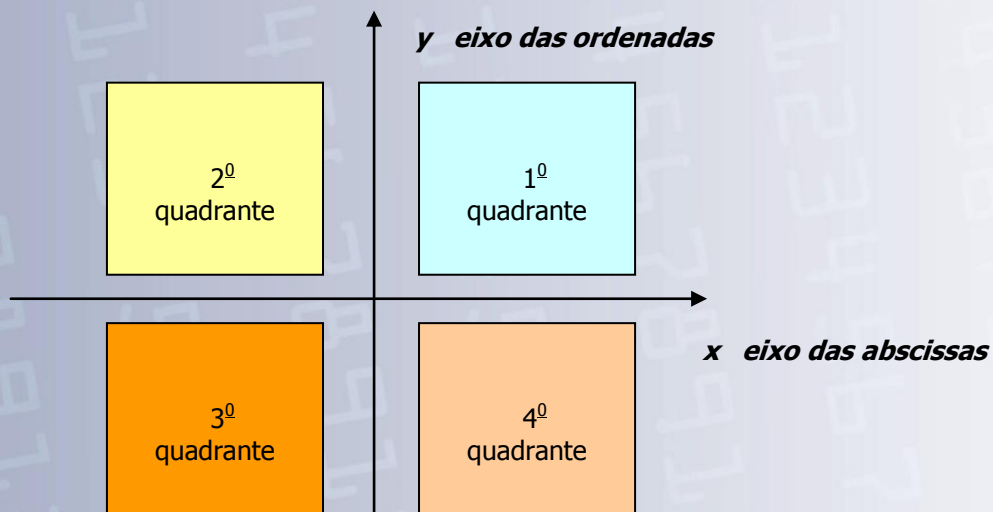 y eixo das ordenadas
2º
quadrante
1º
quadrante
x eixo das abscissas
3º
quadrante
4º
quadrante